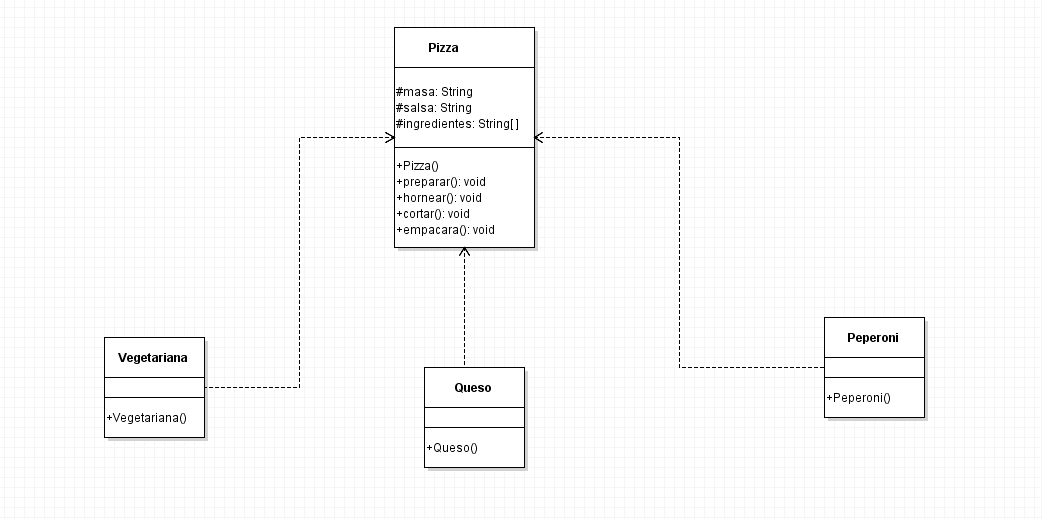 Pizza
#masa: String
#salsa: String
#ingredientes: String[ ]
+Pizza()
+preparar(): void
+hornear(): void
+cortar(): void
+empacara(): void
Vegetariana
+Vegetariana()
Queso
+Queso()
Peperoni
+Peperoni()